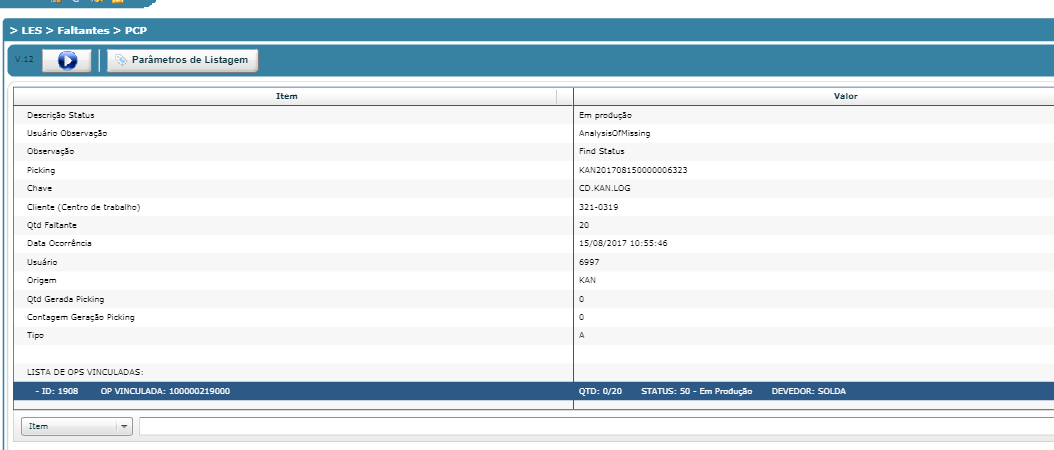 > LES > Faltantes > PCP
V.12 Parâmetros de Listagem
Item Valor
Descrição Status Em produção
Usuário Observação AnalysisOfMissing
Observação Find Status
Picking KAN201708150000006323
Chave CD.KAN.LOG
Cliente (Centro de trabalho) 321-0319
Qtd Faltante 20
Data Ocorrência 15/08/2017 10:55:46
Usuário 6997
Origem KAN
Qtd Gerada Picking 0
Contagem Geração Picking 0
Tipo A
LISTA DE OPS VINCULADAS:
- ID: 1908 OP VINCULADA: 100000219000 QTD: 0/20 STATUS: 50 - Em Produção DEVEDOR: SOLDA
Item